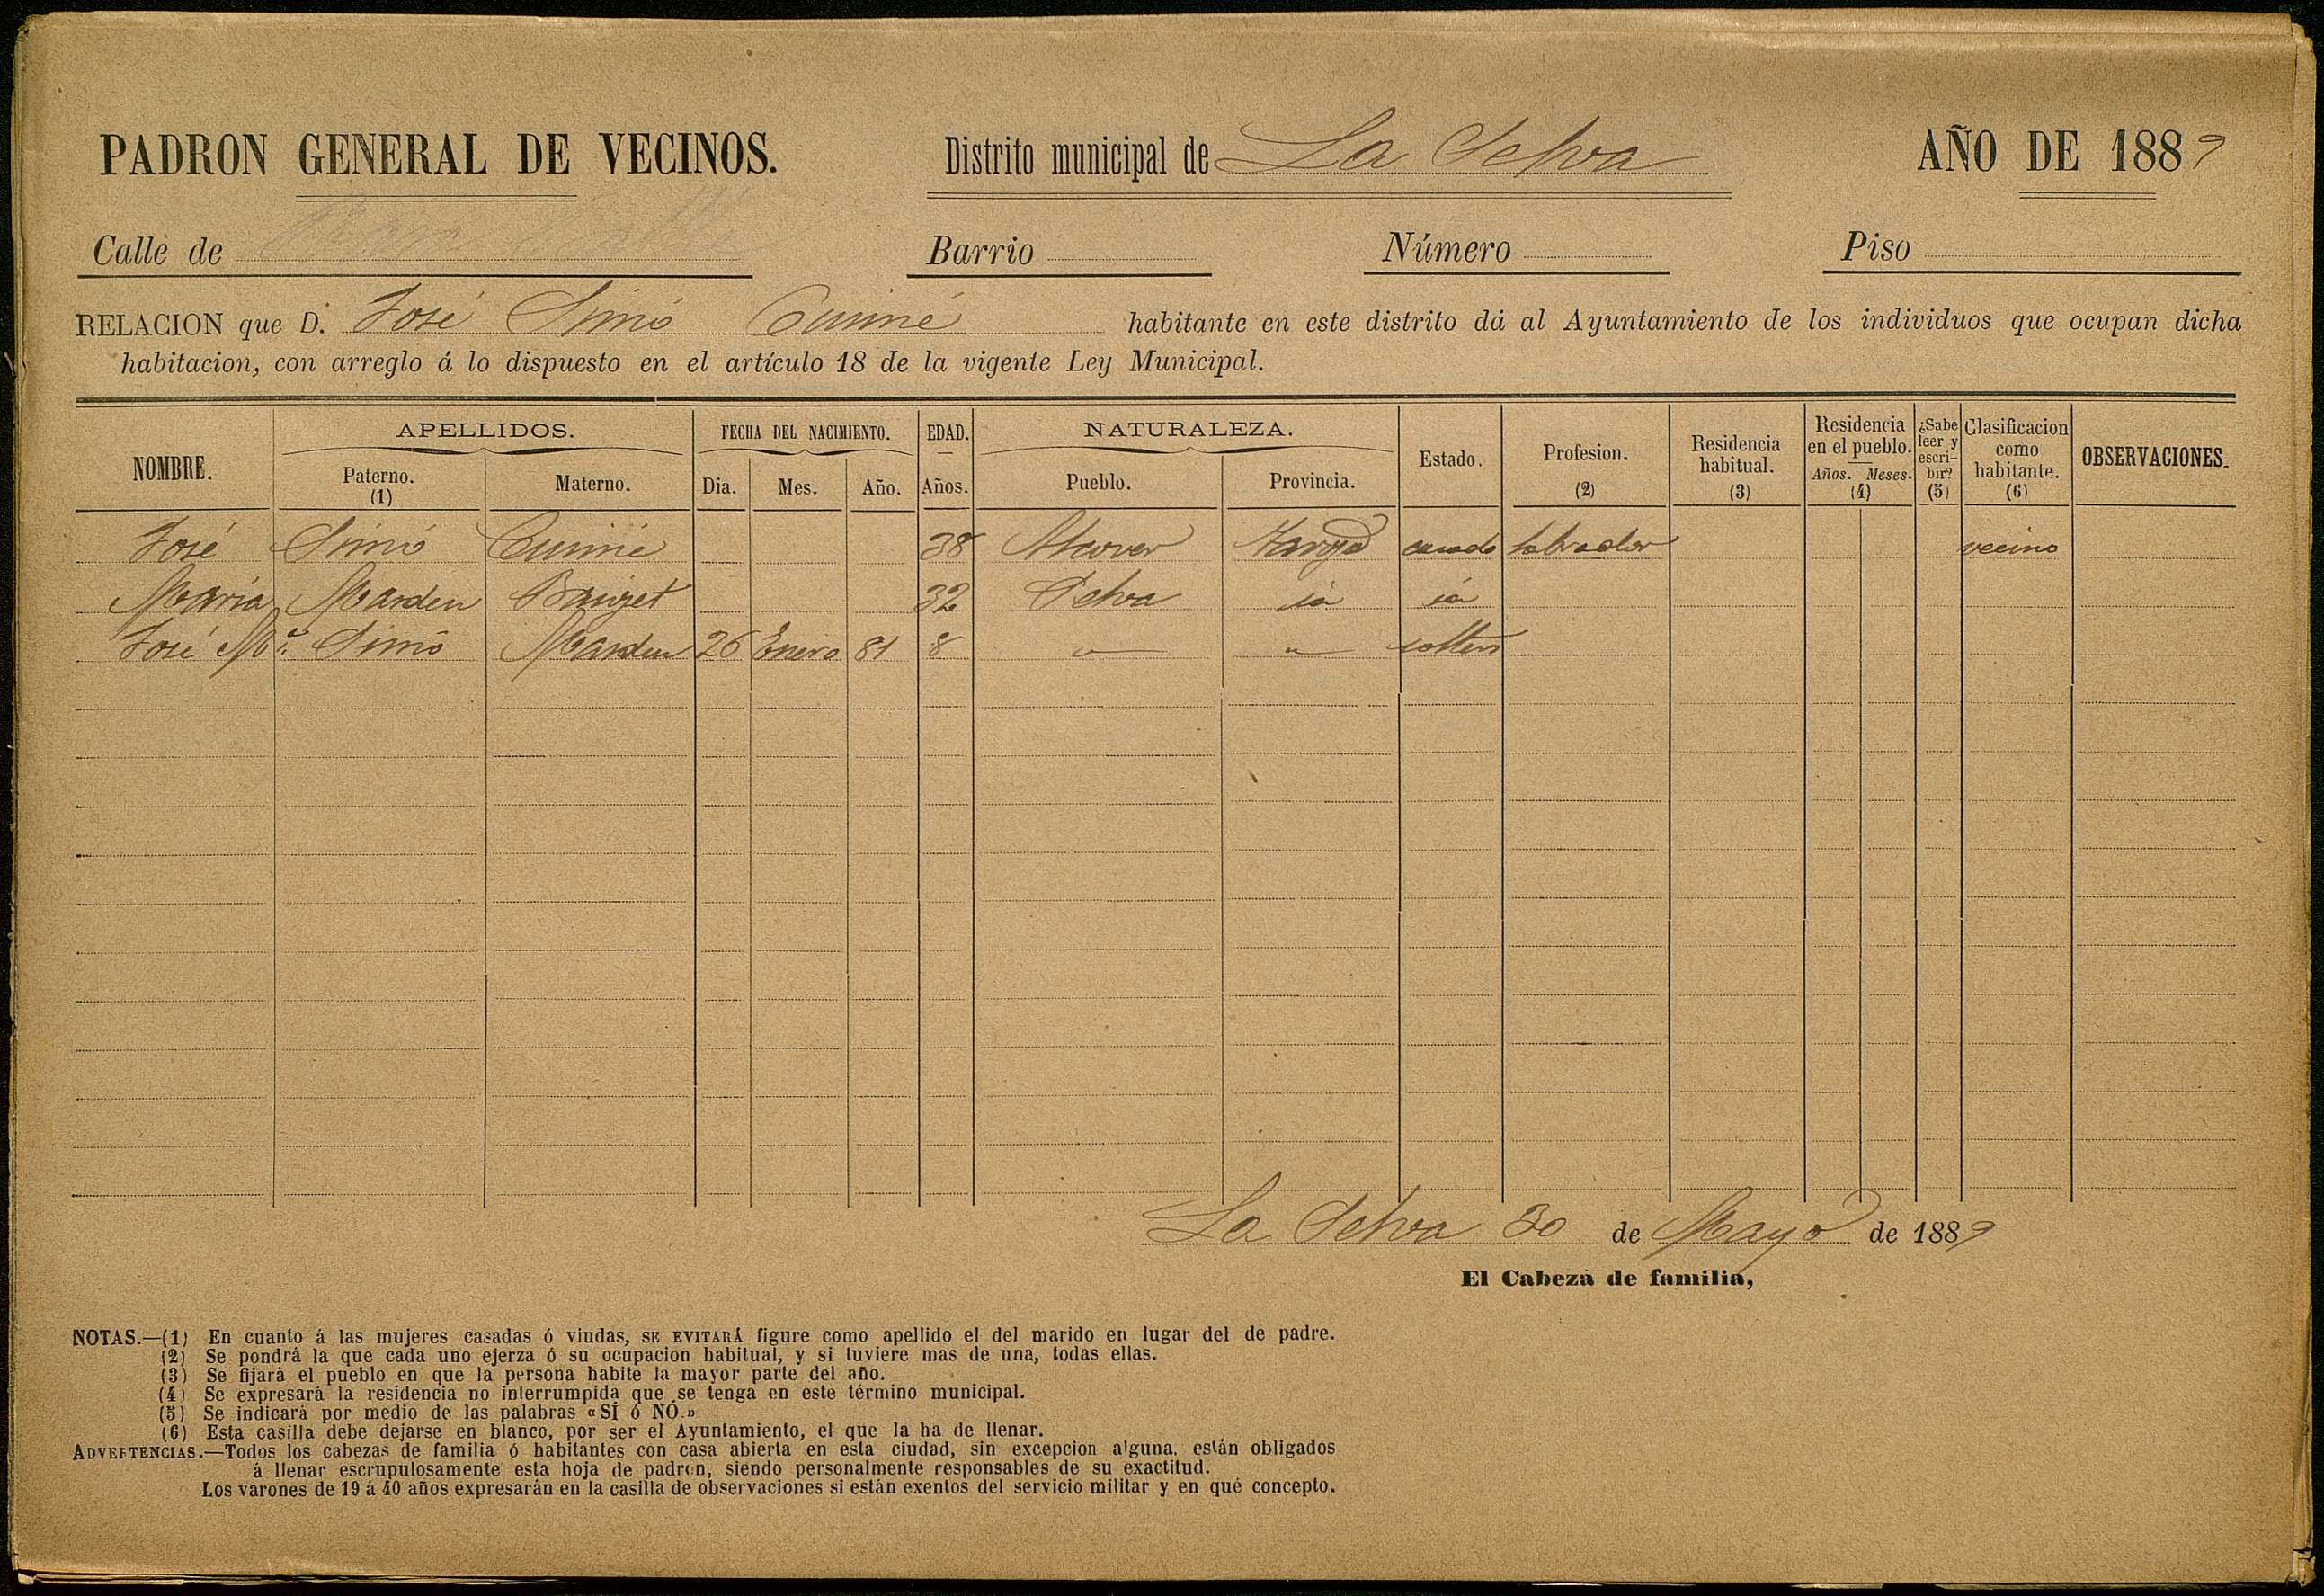 PADRON GENERAL DE VECINOS. Distrito municipal de La Selva AÑO DE 1889
Calle de Barrio Número Piso
RELACION que D. José Simó Cuiné habitante en este distrito dá al Ayuntamiento de los individuos que ocupan dicha
habitacion, con arreglo á lo dispuesto en el artículo 18 de la vigente Ley Municipal.
NOMBRE. APELLIDOS. Paterno. (1) Materno. FECHA DEL NACIMIENTO. Dia. Mes. Año. EDAD. Años. NATURALEZA. Pueblo. Provincia. Estado. Profesion. (2) Residencia habitual. (3) Residencia en el pueblo. Años. Meses. (4) ¿Sabe leer y escribir? (5) Clasificacion como habitante. (6) OBSERVACIONES.
José Simó Cuiné 38 Alcover casado labrador vecino
María Marden 32 Selva id id
José Mª Simó Marden 26 Enero 81 8 " " soltero
La Selva 30 de Mayo de 1889
El Cabeza de familia,
NOTAS.—(1) En cuanto á las mujeres casadas ó viudas, SE EVITARÁ figure como apellido el del marido en lugar del de padre.
(2) Se pondrá la que cada uno ejerza ó su ocupacion habitual, y si tuviere mas de una, todas ellas.
(3) Se fijará el pueblo en que la persona habite la mayor parte del año.
(4) Se expresará la residencia no interrumpida que se tenga en este término municipal.
(5) Se indicará por medio de las palabras «SÍ ó NÓ.»
(6) Esta casilla debe dejarse en blanco, por ser el Ayuntamiento, el que la ha de llenar.
ADVERTENCIAS.—Todos los cabezas de familia ó habitantes con casa abierta en esta ciudad, sin excepcion alguna, están obligados
á llenar escrupulosamente esta hoja de padron, siendo personalmente responsables de su exactitud.
Los varones de 19 á 40 años expresarán en la casilla de observaciones si están exentos del servicio militar y en qué concepto.